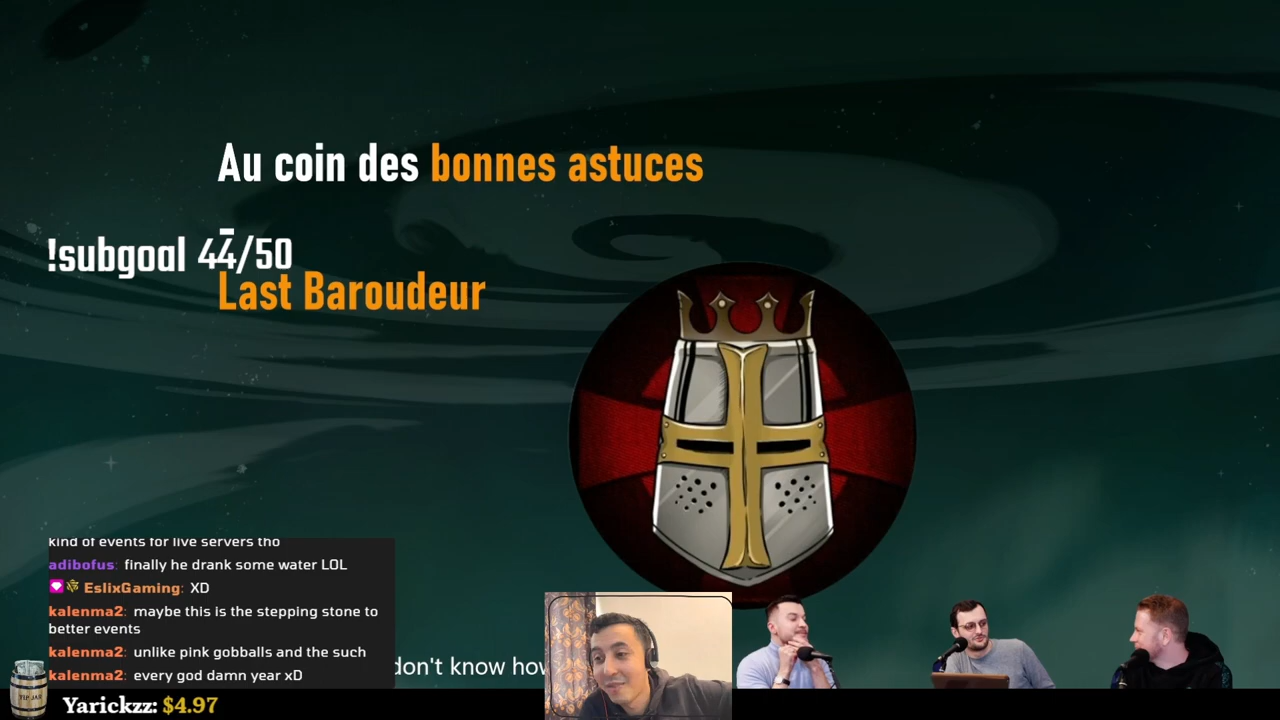 Au coin des bonnes astuces
-
!subgoal 44/50
Last Baroudeur
kind of events for live servers tho
adibofus: finally he drank some water LOL
EslixGaming: XD
kalenma2: maybe this is the stepping stone to
better events
kalenma2: unlike pink gobballs and the such
kalenma2: every god damn year xD
don't know how
TIP JAR
Yarickzz: $4.97